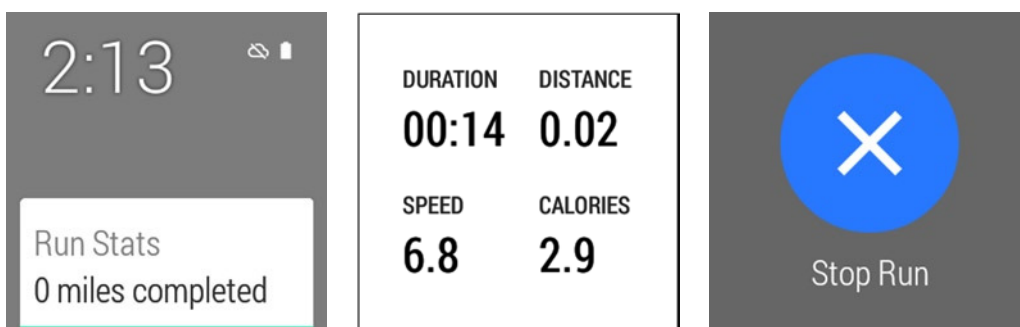 2:13
Run Stats
0 miles completed
DURATION DISTANCE
00:14 0.02
SPEED CALORIES
6.8 2.9
Stop Run